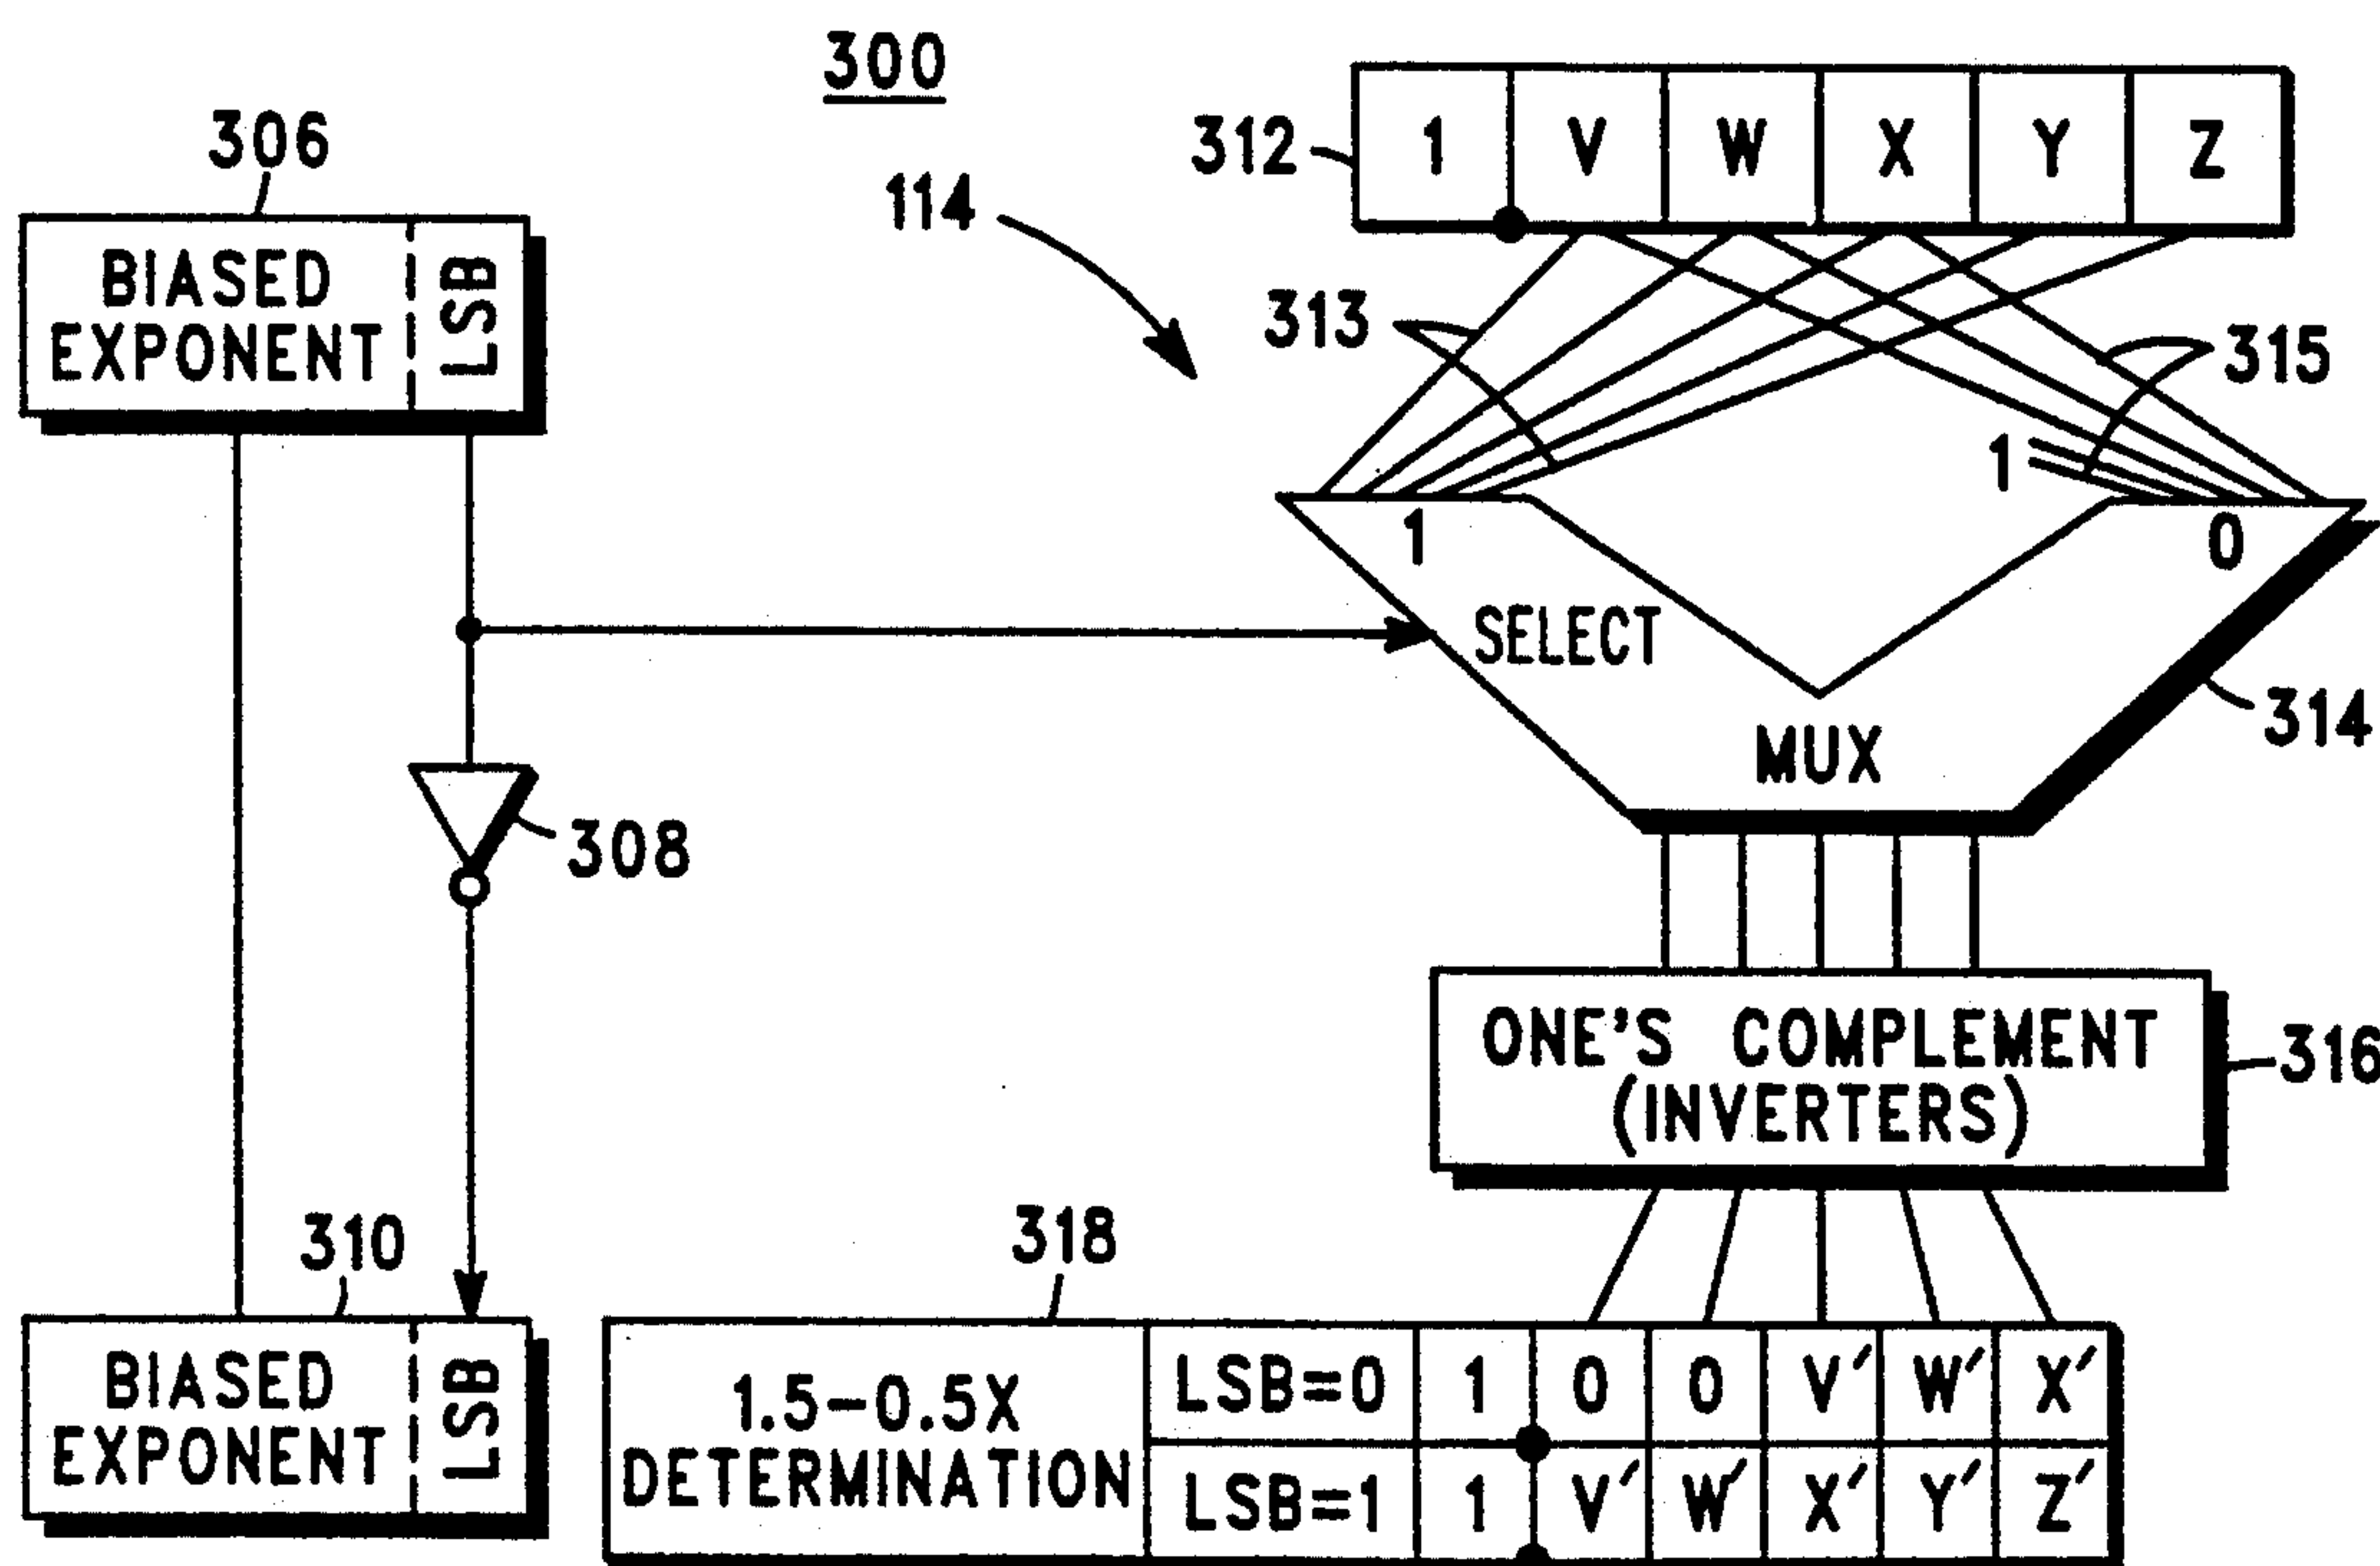 300
306
BIASED
EXPONENT
LSB
114
312
1 V W X Y Z
313
315
1
1
0
SELECT
MUX
314
308
ONE'S COMPLEMENT
(INVERTERS)
316
310
BIASED
EXPONENT
LSB
318
1.5-0.5X
DETERMINATION
LSB=0 1 0 0 V' W' X'
LSB=1 1 V' W' X' Y' Z'